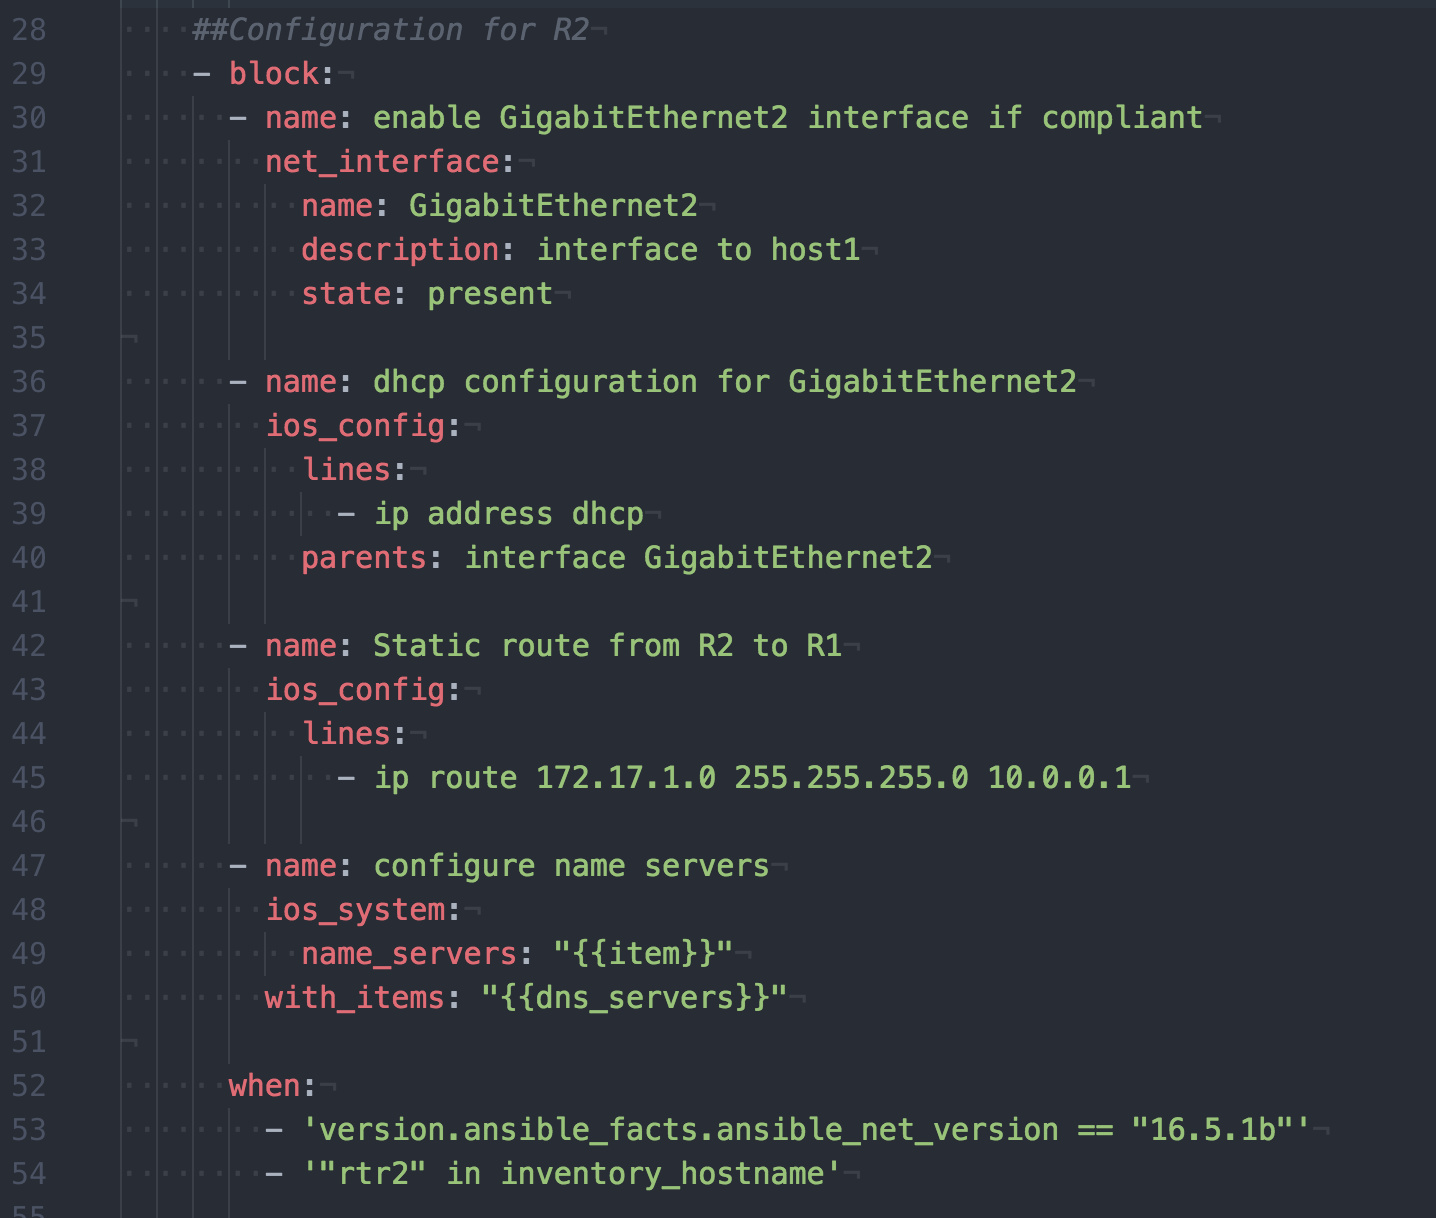 28 ##Configuration for R2
29 - block:
30 - name: enable GigabitEthernet2 interface if compliant
31 net_interface:
32 name: GigabitEthernet2
33 description: interface to host1
34 state: present
35
36 - name: dhcp configuration for GigabitEthernet2
37 ios_config:
38 lines:
39 - ip address dhcp
40 parents: interface GigabitEthernet2
41
42 - name: Static route from R2 to R1
43 ios_config:
44 lines:
45 - ip route 172.17.1.0 255.255.255.0 10.0.0.1
46
47 - name: configure name servers
48 ios_system:
49 name_servers: "{{item}}"
50 with_items: "{{dns_servers}}"
51
52 when:
53 - 'version.ansible_facts.ansible_net_version == "16.5.1b"'
54 - '"rtr2" in inventory_hostname'
55